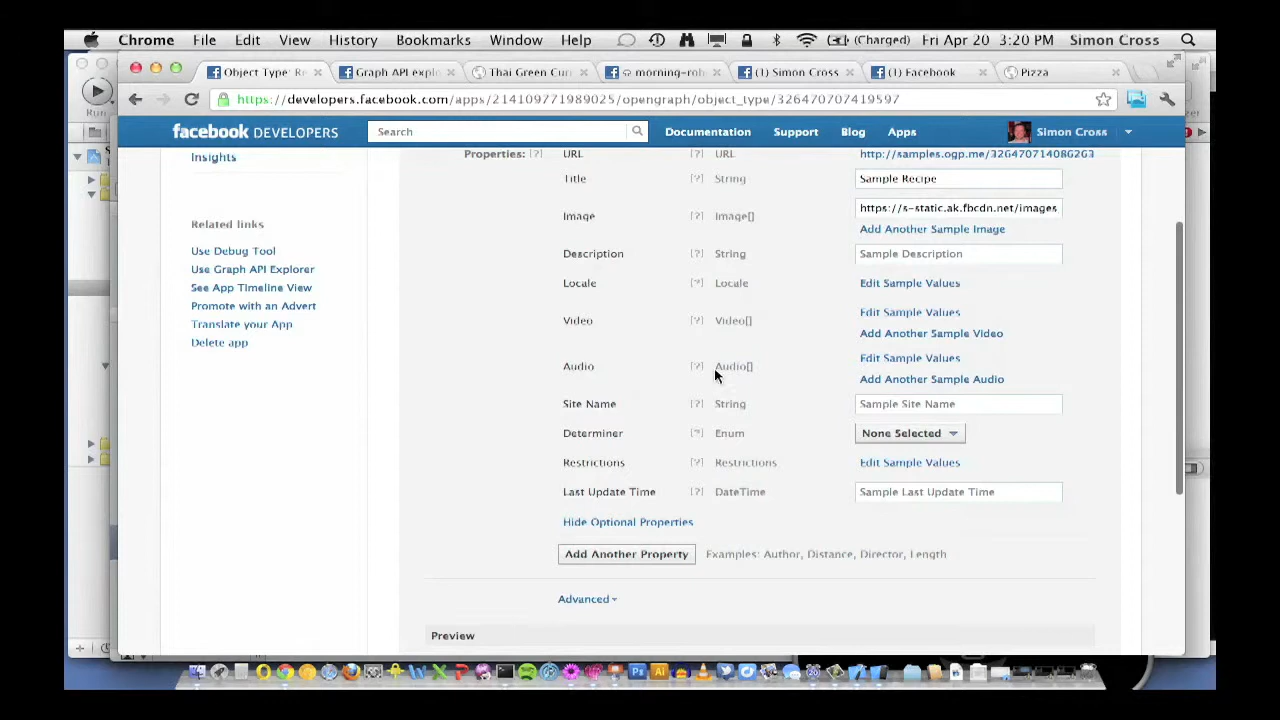 Chrome File Edit View History Bookmarks Window Help (Charged) Fri Apr 20 3:20 PM Simon Cross
Object Type: Re Graph API explo Thai Green Cur morning-rob (1) Simon Cross (1) Facebook Pizza
Run
https://developers.facebook.com/apps/214109771989025/opengraph/object_type/326470707419597
facebook DEVELOPERS Search Documentation Support Blog Apps Simon Cross
Insights
Related links
Use Debug Tool
Use Graph API Explorer
See App Timeline View
Promote with an Advert
Translate your App
Delete app
Properties: [?] URL [?] URL http://samples.ogp.me/326470714086263
Title [?] String Sample Recipe
Image [?] Image[] https://s-static.ak.fbcdn.net/images
Add Another Sample Image
Description [?] String Sample Description
Locale [?] Locale Edit Sample Values
Video [?] Video[] Edit Sample Values
Add Another Sample Video
Audio [?] Audio[] Edit Sample Values
Add Another Sample Audio
Site Name [?] String Sample Site Name
Determiner [?] Enum None Selected
Restrictions [?] Restrictions Edit Sample Values
Last Update Time [?] DateTime Sample Last Update Time
Hide Optional Properties
Add Another Property Examples: Author, Distance, Director, Length
Advanced
Preview